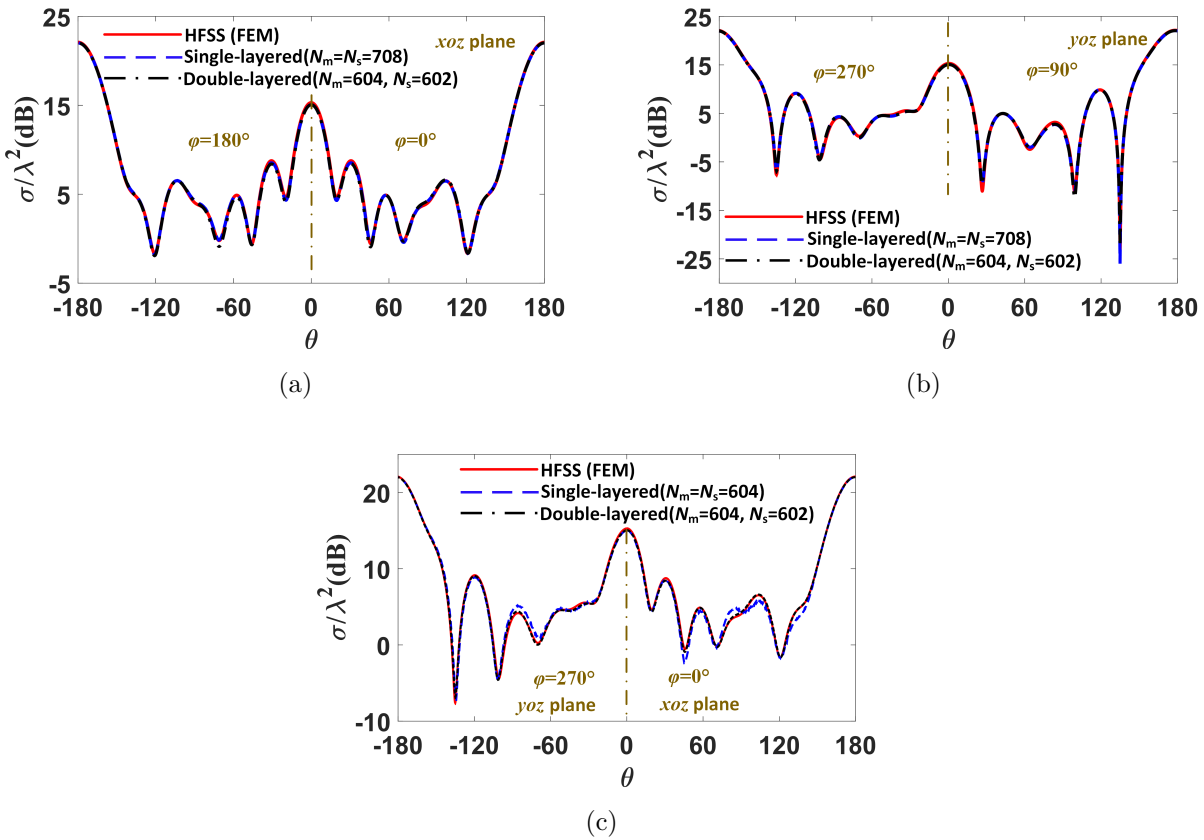 25
15
5
-5
σ/λ²(dB)
HFSS (FEM)
Single-layered(Nm=Ns=708)
Double-layered(Nm=604, Ns=602)
xoz plane
φ=180°
φ=0°
-180 -120 -60 0 60 120 180
θ
(a)
25
15
5
-5
-15
-25
σ/λ²(dB)
yoz plane
φ=270°
φ=90°
HFSS (FEM)
Single-layered(Nm=Ns=708)
Double-layered(Nm=604, Ns=602)
-180 -120 -60 0 60 120 180
θ
(b)
20
10
0
-10
σ/λ²(dB)
HFSS (FEM)
Single-layered(Nm=Ns=604)
Double-layered(Nm=604, Ns=602)
φ=270°
φ=0°
yoz plane
xoz plane
-180 -120 -60 0 60 120 180
θ
(c)